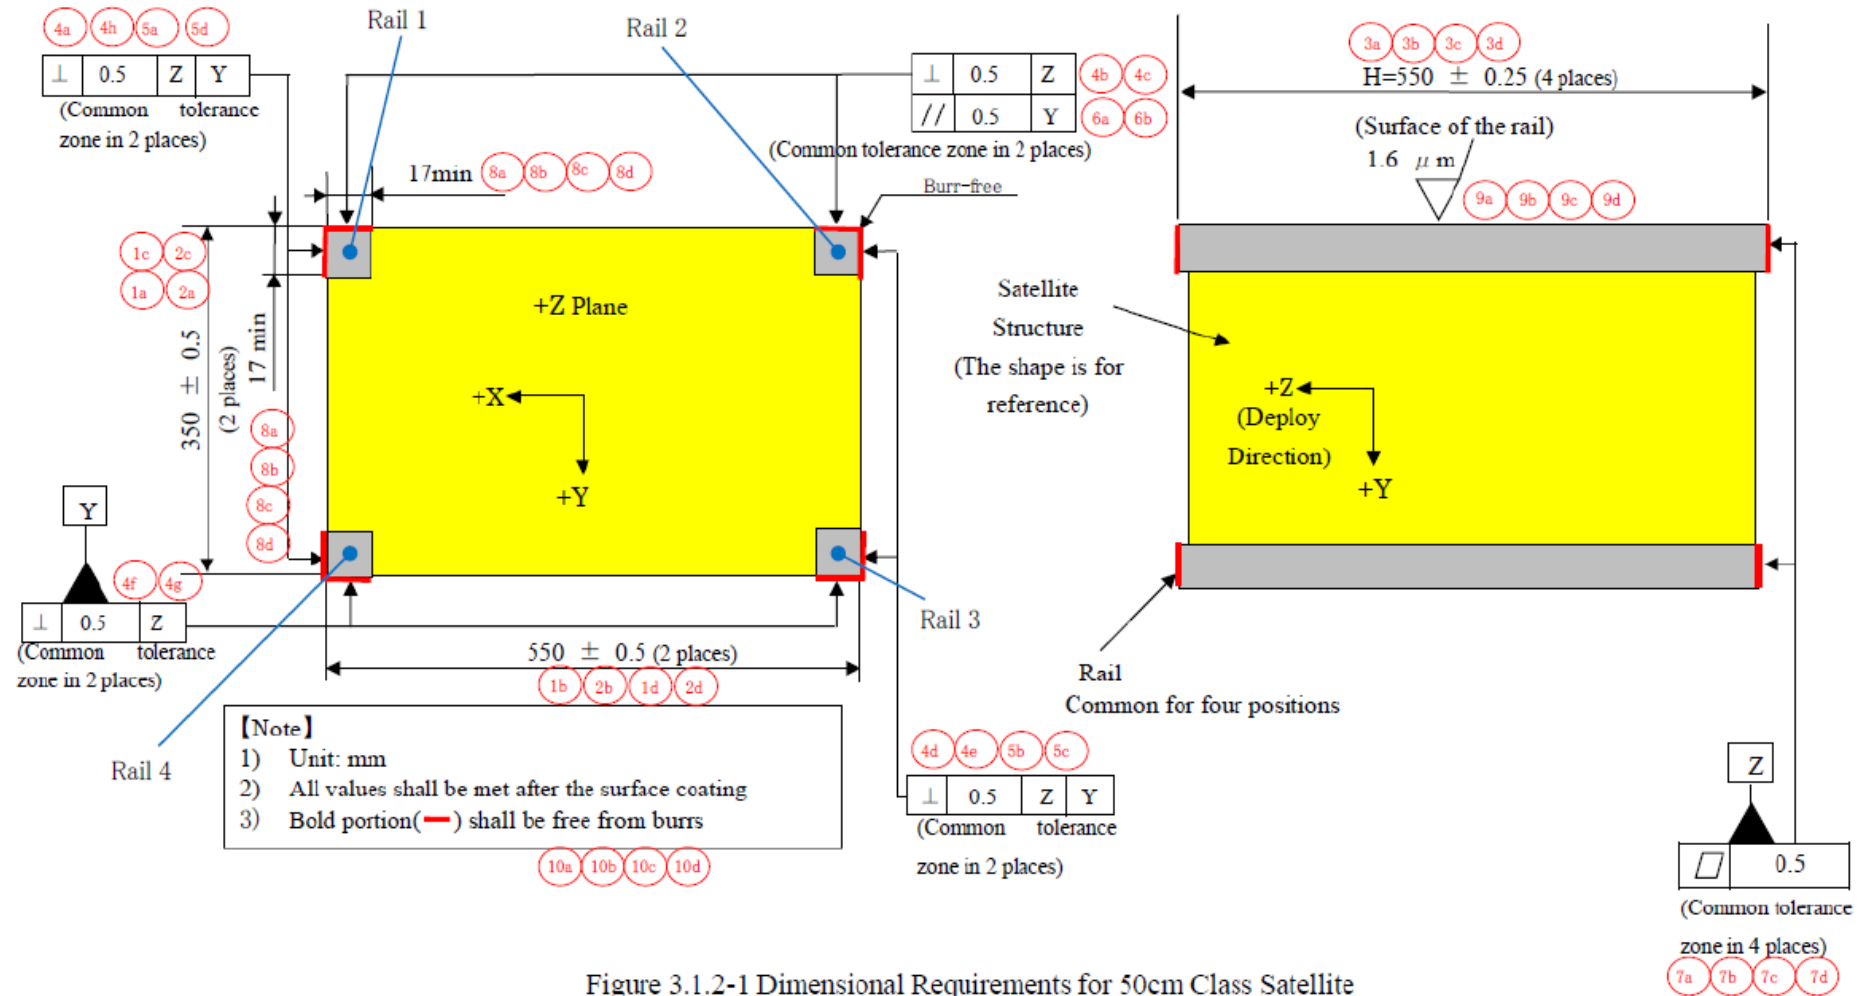 4a 4h 5a 5d
⊥ 0.5 Z Y
(Common tolerance
zone in 2 places)
Rail 1
Rail 2
⊥ 0.5 Z
4b 4c
// 0.5 Y
6a 6b
(Common tolerance zone in 2 places)
17min
8a 8b 8c 8d
Burr-free
3a 3b 3c 3d
H=550 ± 0.25 (4 places)
(Surface of the rail)
1.6 μm
9a 9b 9c 9d
1c 2c
1a 2a
350 ± 0.5
(2 places)
17 min
8a
8b
8c
8d
+Z Plane
+X
+Y
Satellite
Structure
(The shape is for
reference)
+Z
(Deploy
Direction)
+Y
Y
4f 4g
⊥ 0.5 Z
(Common tolerance
zone in 2 places)
Rail 3
550 ± 0.5 (2 places)
1b 2b 1d 2d
Rail
Common for four positions
Rail 4
【Note】
1) Unit: mm
2) All values shall be met after the surface coating
3) Bold portion( ) shall be free from burrs
10a 10b 10c 10d
4d 4e 5b 5c
⊥ 0.5 Z Y
(Common tolerance
zone in 2 places)
Z
⏥ 0.5
(Common tolerance
zone in 4 places)
7a 7b 7c 7d
Figure 3.1.2-1 Dimensional Requirements for 50cm Class Satellite